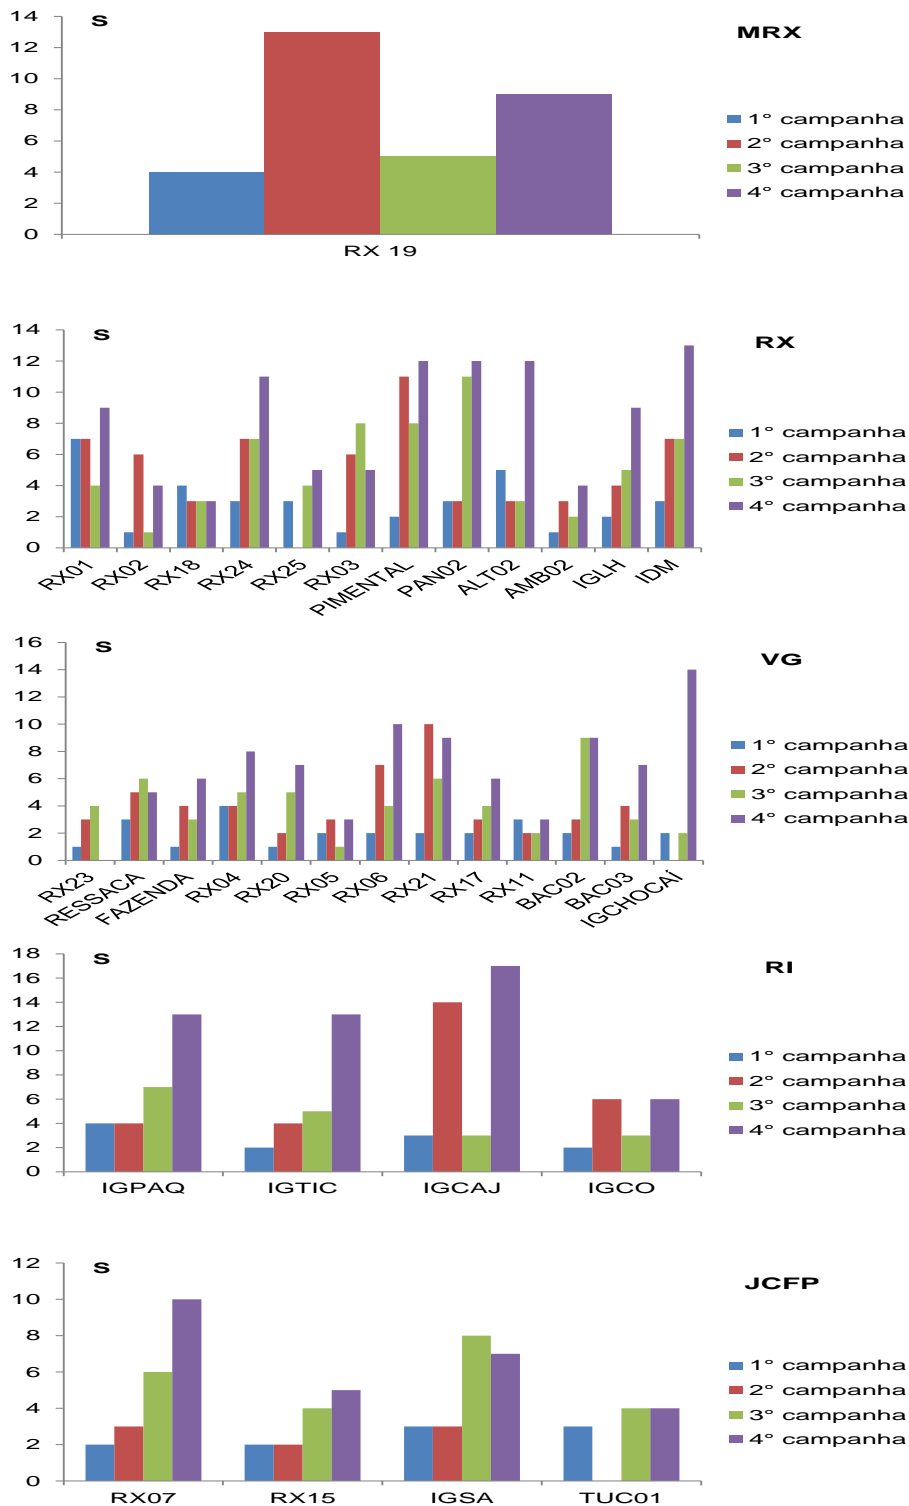 S
MRX
14
12
10
8
6
4
2
0
1° campanha
2° campanha
3° campanha
4° campanha
RX 19
S
RX
14
12
10
8
6
4
2
0
1° campanha
2° campanha
3° campanha
4° campanha
RX01 RX02 RX18 RX24 RX25 RX03 PIMENTAL PAN02 ALT02 AMB02 IGLH IDM
S
VG
16
14
12
10
8
6
4
2
0
1° campanha
2° campanha
3° campanha
4° campanha
RX23 RESSACA FAZENDA RX04 RX20 RX05 RX06 RX21 RX17 RX11 BAC02 BAC03 IGCHOCAÍ
S
RI
18
16
14
12
10
8
6
4
2
0
1° campanha
2° campanha
3° campanha
4° campanha
IGPAQ IGTIC IGCAJ IGCO
S
JCFP
12
10
8
6
4
2
0
1° campanha
2° campanha
3° campanha
4° campanha
RX07 RX15 IGSA TUC01